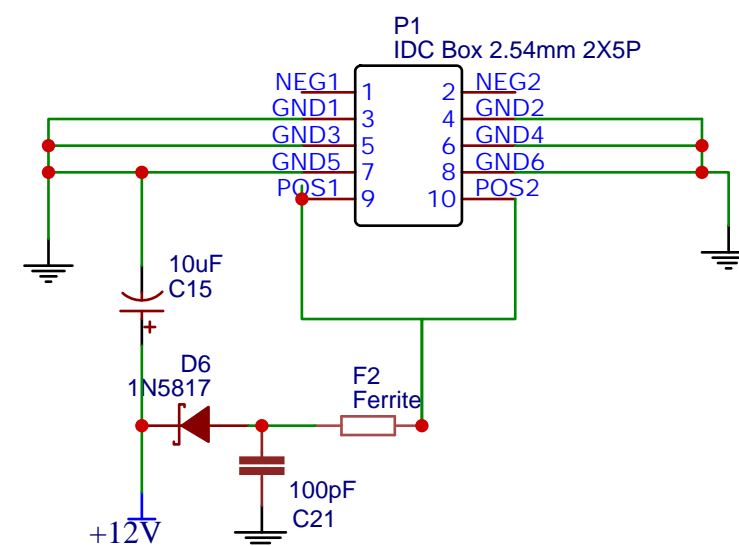 P1
IDC Box 2.54mm 2X5P
NEG1 1 2 NEG2
GND1 3 4 GND2
GND3 5 6 GND4
GND5 7 8 GND6
POS1 9 10 POS2
10uF
C15
+
D6
1N5817
F2
Ferrite
100pF
C21
+12V